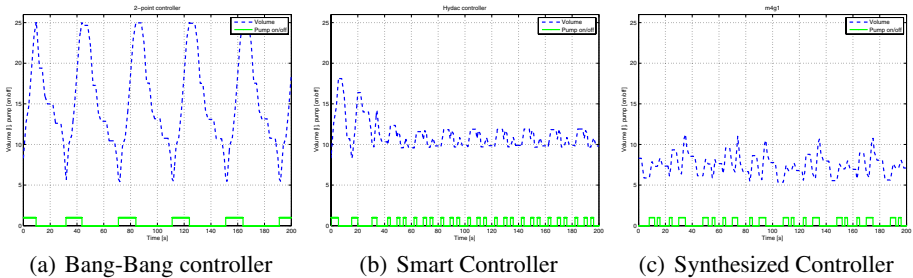 2−point controller
Volume
Pump on/off
Volume [l], pump (on/off)
25
20
15
10
5
0
0 20 40 60 80 100 120 140 160 180 200
Time [s]
(a) Bang-Bang controller
Hydac controller
Volume
Pump on/off
Volume [l], pump (on/off)
25
20
15
10
5
0
0 20 40 60 80 100 120 140 160 180 200
Time [s]
(b) Smart Controller
m4g1
Volume
Pump on/off
Volume [l], pump (on/off)
25
20
15
10
5
0
0 20 40 60 80 100 120 140 160 180 200
Time [s]
(c) Synthesized Controller